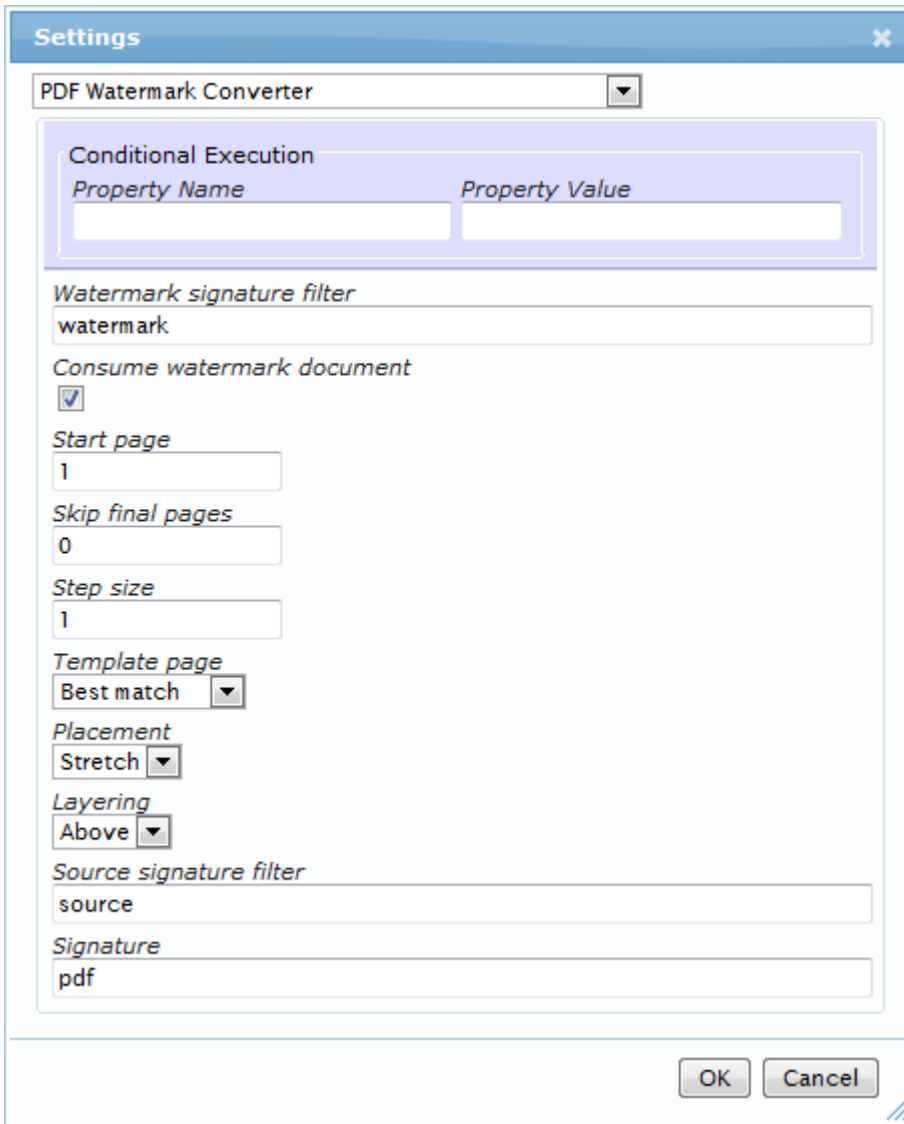 Settings
PDF Watermark Converter
Conditional Execution
Property Name Property Value
Watermark signature filter
watermark
Consume watermark document
Start page
1
Skip final pages
0
Step size
1
Template page
Best match
Placement
Stretch
Layering
Above
Source signature filter
source
Signature
pdf
OK Cancel